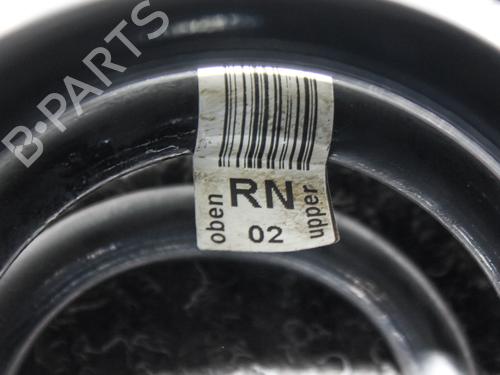 B-PARTS
oben
RN
02
upper